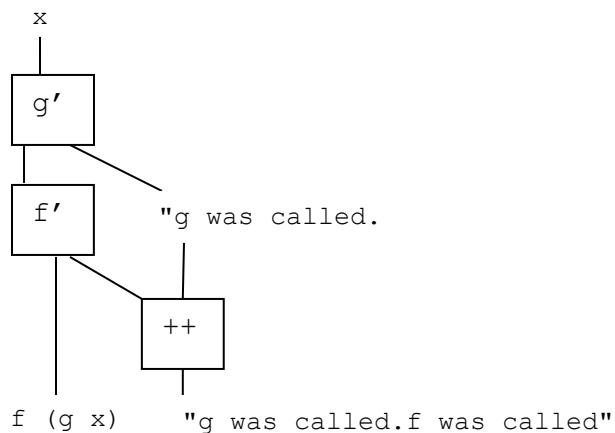 x
g'
f'
"g was called.
++
f (g x)
"g was called.f was called"